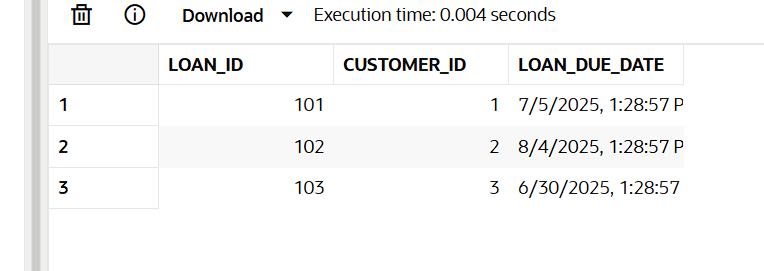 Download Execution time: 0.004 seconds
LOAN_ID CUSTOMER_ID LOAN_DUE_DATE
1 101 1 7/5/2025, 1:28:57 P
2 102 2 8/4/2025, 1:28:57 P
3 103 3 6/30/2025, 1:28:57